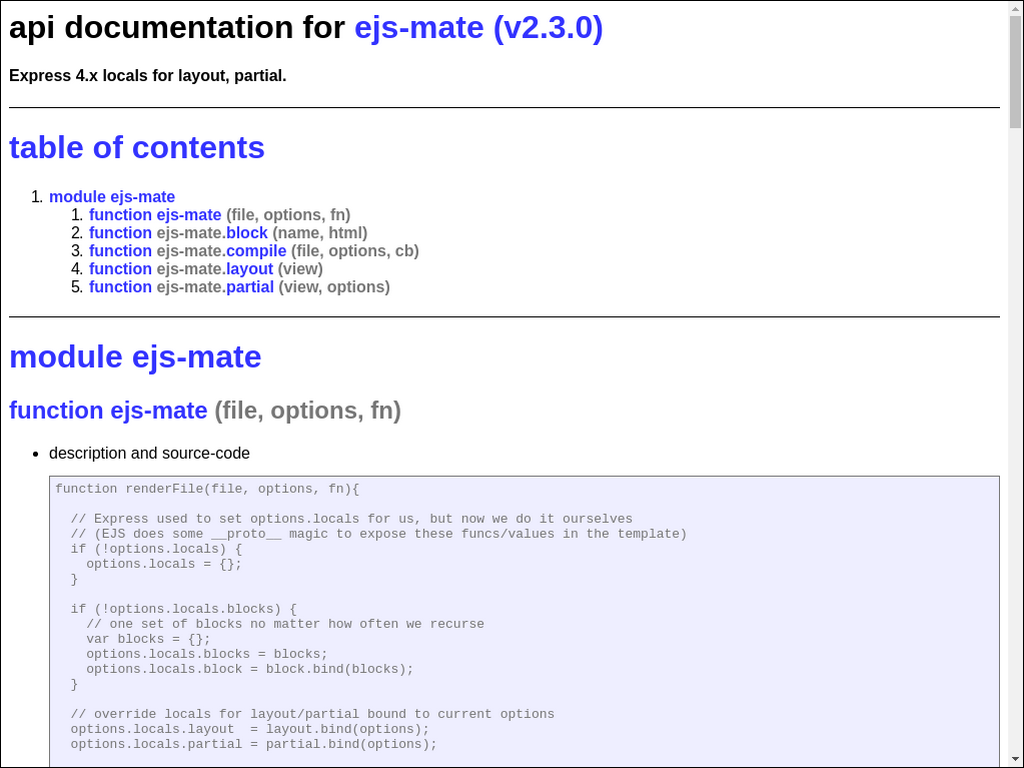 api documentation for ejs-mate (v2.3.0)
Express 4.x locals for layout, partial.
table of contents
1. module ejs-mate
1. function ejs-mate (file, options, fn)
2. function ejs-mate.block (name, html)
3. function ejs-mate.compile (file, options, cb)
4. function ejs-mate.layout (view)
5. function ejs-mate.partial (view, options)
module ejs-mate
function ejs-mate (file, options, fn)
• description and source-code
function renderFile(file, options, fn){
  // Express used to set options.locals for us, but now we do it ourselves
  // (EJS does some __proto__ magic to expose these funcs/values in the template)
  if (!options.locals) {
    options.locals = {};
  }
  if (!options.locals.blocks) {
    // one set of blocks no matter how often we recurse
    var blocks = {};
    options.locals.blocks = blocks;
    options.locals.block = block.bind(blocks);
  }
  // override locals for layout/partial bound to current options
  options.locals.layout  = layout.bind(options);
  options.locals.partial = partial.bind(options);